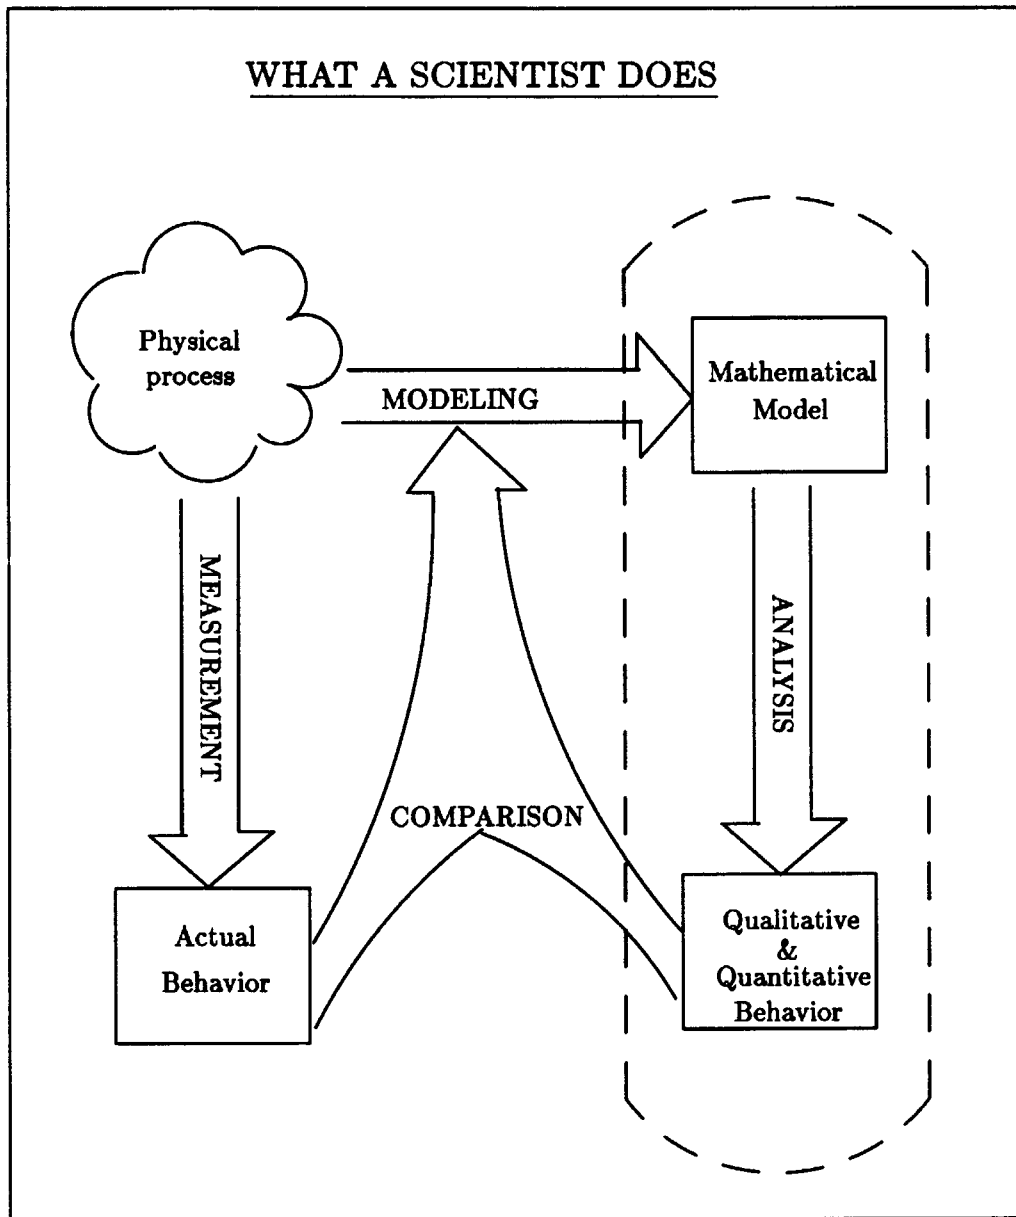 WHAT A SCIENTIST DOES
Physical
process
MODELING
Mathematical
Model
MEASUREMENT
ANALYSIS
COMPARISON
Actual
Behavior
Qualitative
&
Quantitative
Behavior